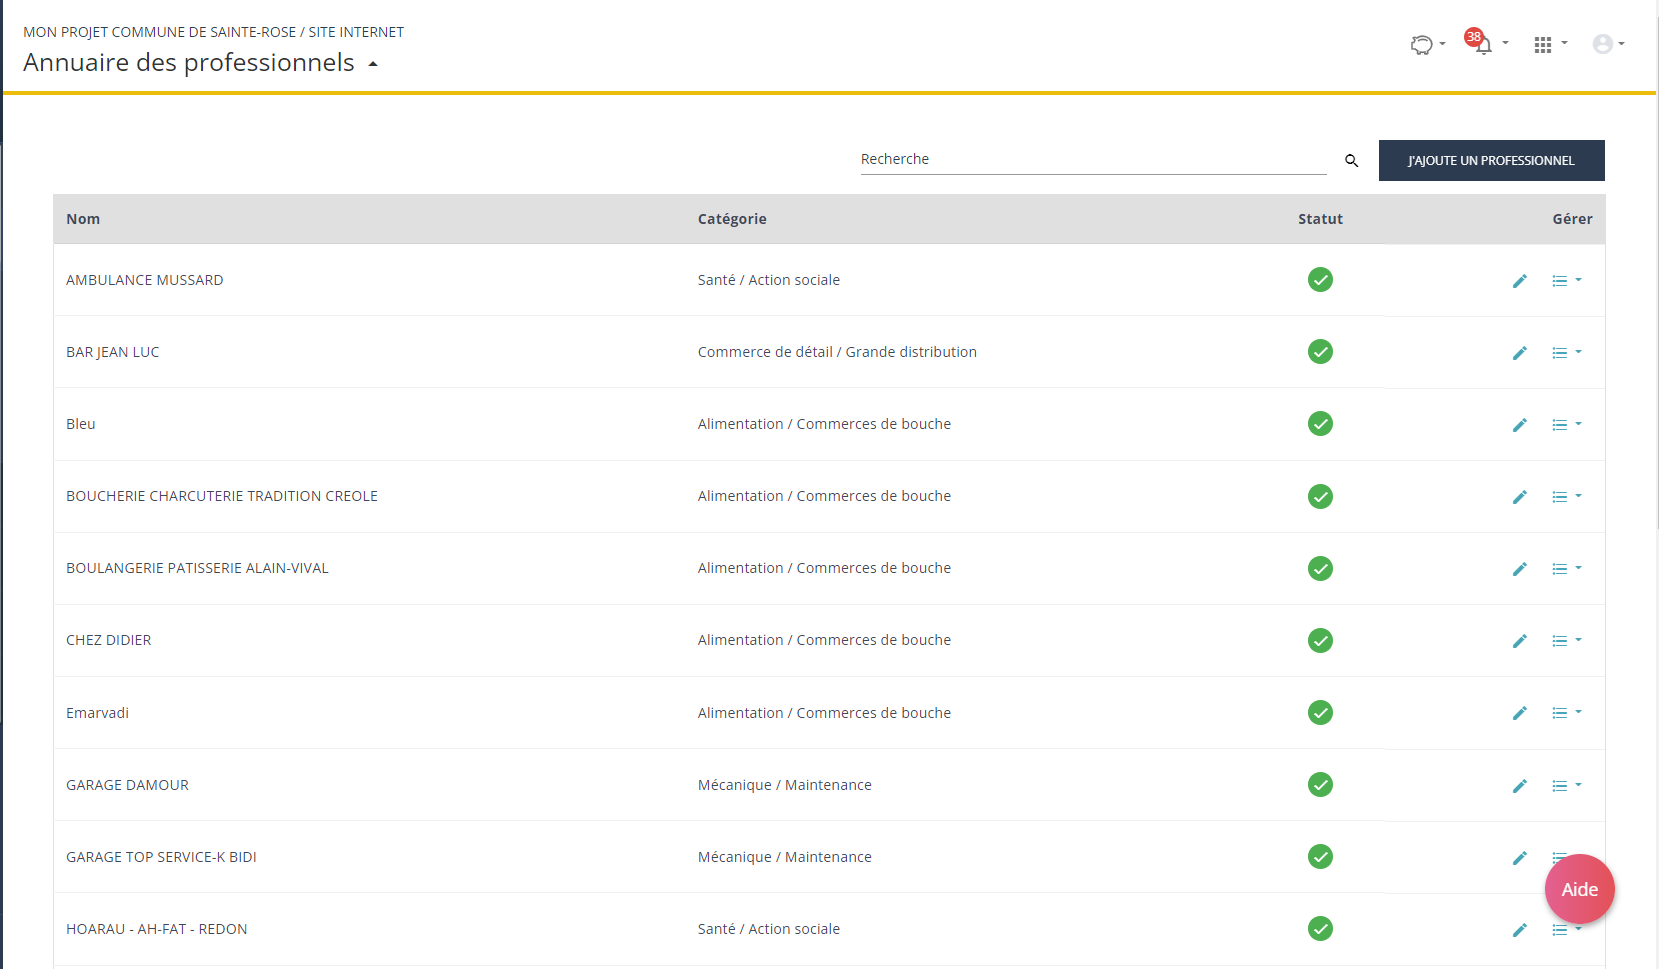 MON PROJET COMMUNE DE SAINTE-ROSE / SITE INTERNET
Annuaire des professionnels
38
Recherche
J'AJOUTE UN PROFESSIONNEL
Nom Catégorie Statut Gérer
AMBULANCE MUSSARD Santé / Action sociale
BAR JEAN LUC Commerce de détail / Grande distribution
Bleu Alimentation / Commerces de bouche
BOUCHERIE CHARCUTERIE TRADITION CREOLE Alimentation / Commerces de bouche
BOULANGERIE PATISSERIE ALAIN-VIVAL Alimentation / Commerces de bouche
CHEZ DIDIER Alimentation / Commerces de bouche
Emarvadi Alimentation / Commerces de bouche
GARAGE DAMOUR Mécanique / Maintenance
GARAGE TOP SERVICE-K BIDI Mécanique / Maintenance
Aide
HOARAU - AH-FAT - REDON Santé / Action sociale